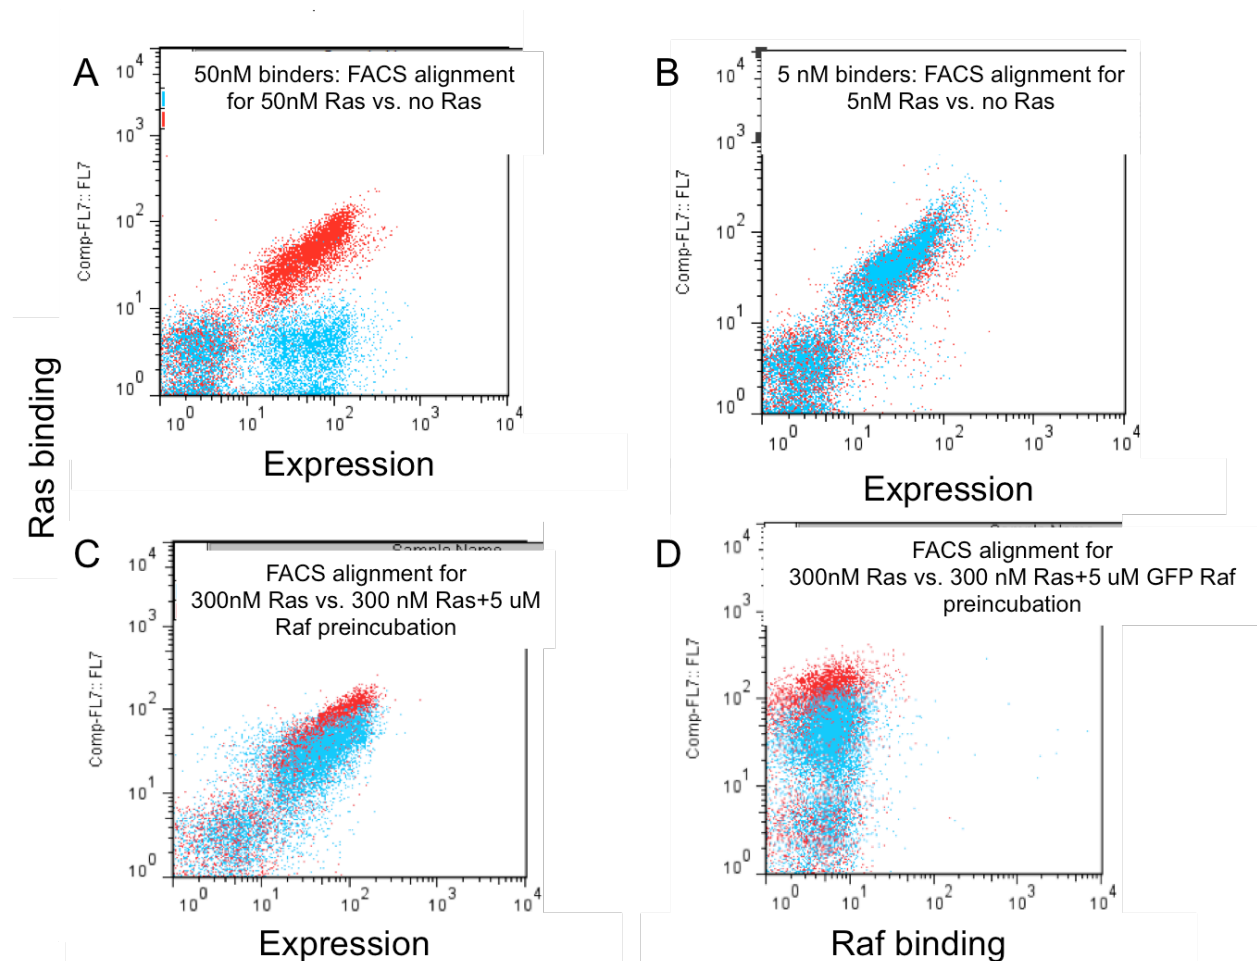 A
50nM binders: FACS alignment
for 50nM Ras vs. no Ras
10^4
10^3
10^2
10^1
10^0
Comp-FL7:: FL7
10^0 10^1 10^2 10^3 10^4
Expression
B
5 nM binders: FACS alignment for
5nM Ras vs. no Ras
10^4
10^3
10^2
10^1
10^0
Comp-FL7:: FL7
10^0 10^1 10^2 10^3 10^4
Expression
Ras binding
C
Sample Name
FACS alignment for
300nM Ras vs. 300 nM Ras+5 uM
Raf preincubation
10^4
10^3
10^2
10^1
10^0
Comp-FL7:: FL7
10^0 10^1 10^2 10^3 10^4
Expression
D
FACS alignment for
300nM Ras vs. 300 nM Ras+5 uM GFP Raf
preincubation
10^4
10^3
10^2
10^1
10^0
Comp-FL7:: FL7
10^0 10^1 10^2 10^3 10^4
Raf binding